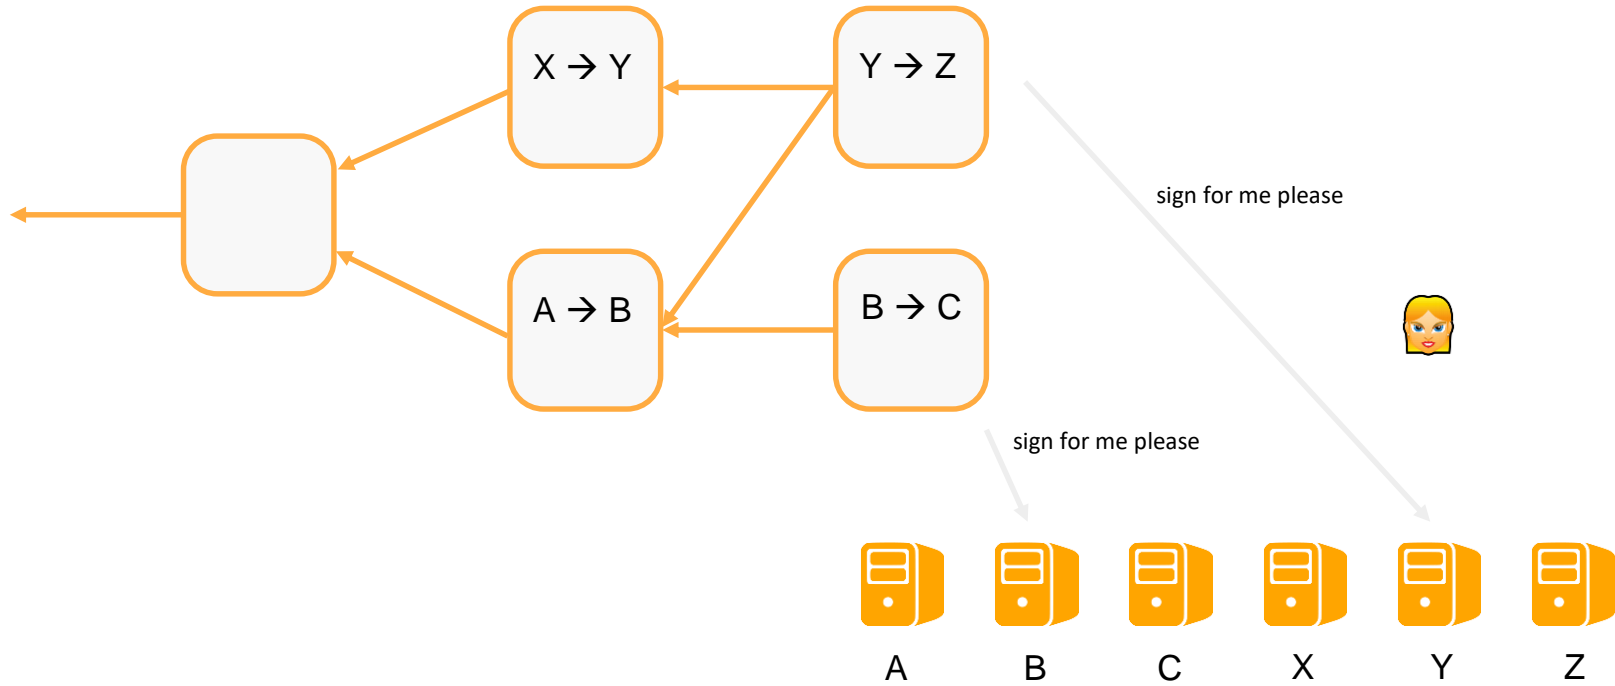 X → Y
Y → Z
sign for me please
A → B
B → C
sign for me please
A B C X Y Z